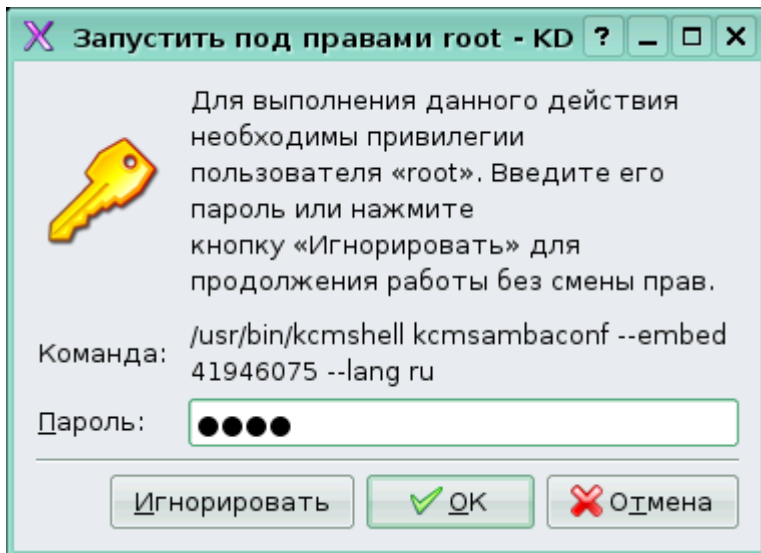 Запустить под правами root - KD
Для выполнения данного действия
необходимы привилегии
пользователя «root». Введите его
пароль или нажмите
кнопку «Игнорировать» для
продолжения работы без смены прав.
Команда: /usr/bin/kcmshell kcmsambaconf --embed
41946075 --lang ru
Пароль: ●●●●
Игнорировать OK Отмена